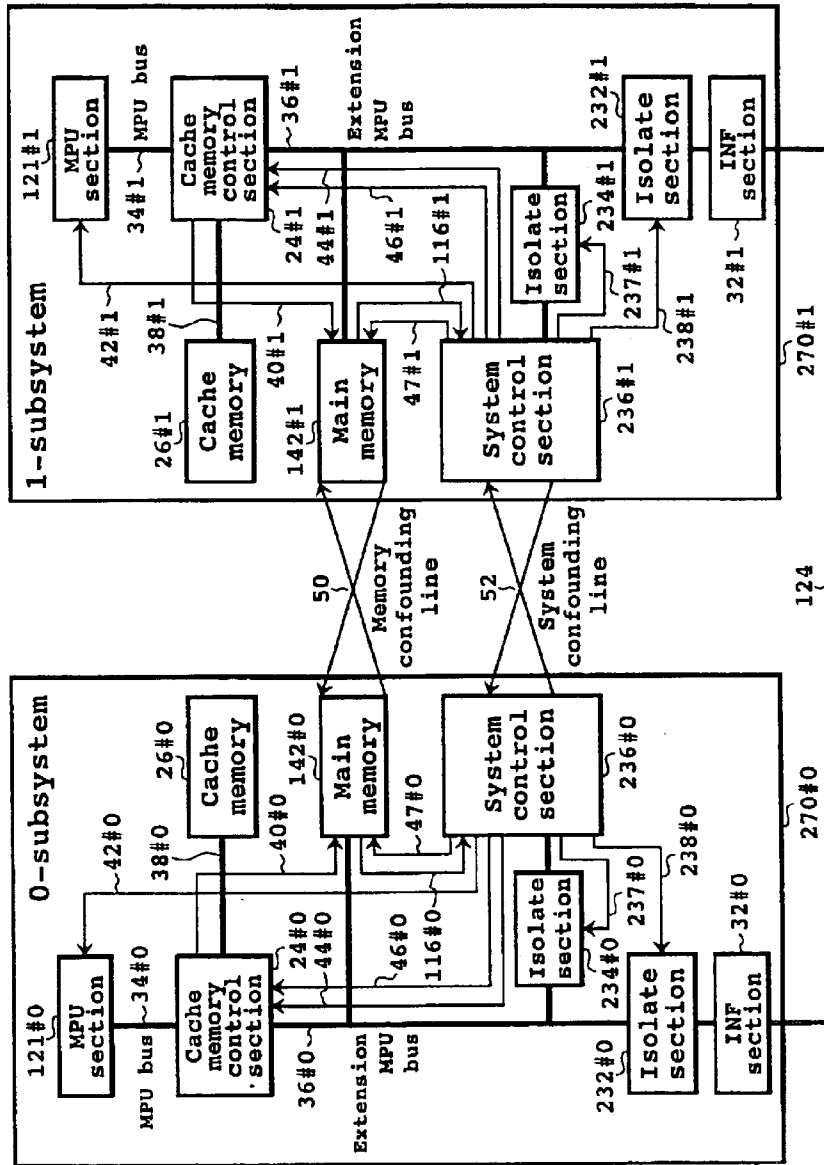 0-subsystem
121#0
MPU
section
MPU bus
34#0
42#0
Cache
memory
control
section
24#0
44#0
38#0
26#0
Cache
memory
40#0
46#0
36#0
Extension
MPU
bus
142#0
Main
memory
47#0
116#0
System
control
section
236#0
Isolate
section
234#0
237#0
238#0
232#0
Isolate
section
INF
section
32#0
270#0
50
Memory
confounding
line
52
System
confounding
line
124
1-subsystem
121#1
MPU
section
MPU bus
34#1
42#1
Cache
memory
control
section
24#1
44#1
38#1
26#1
Cache
memory
40#1
46#1
36#1
Extension
MPU
bus
142#1
Main
memory
47#1
116#1
System
control
section
236#1
Isolate
section
234#1
237#1
238#1
232#1
Isolate
section
INF
section
32#1
270#1